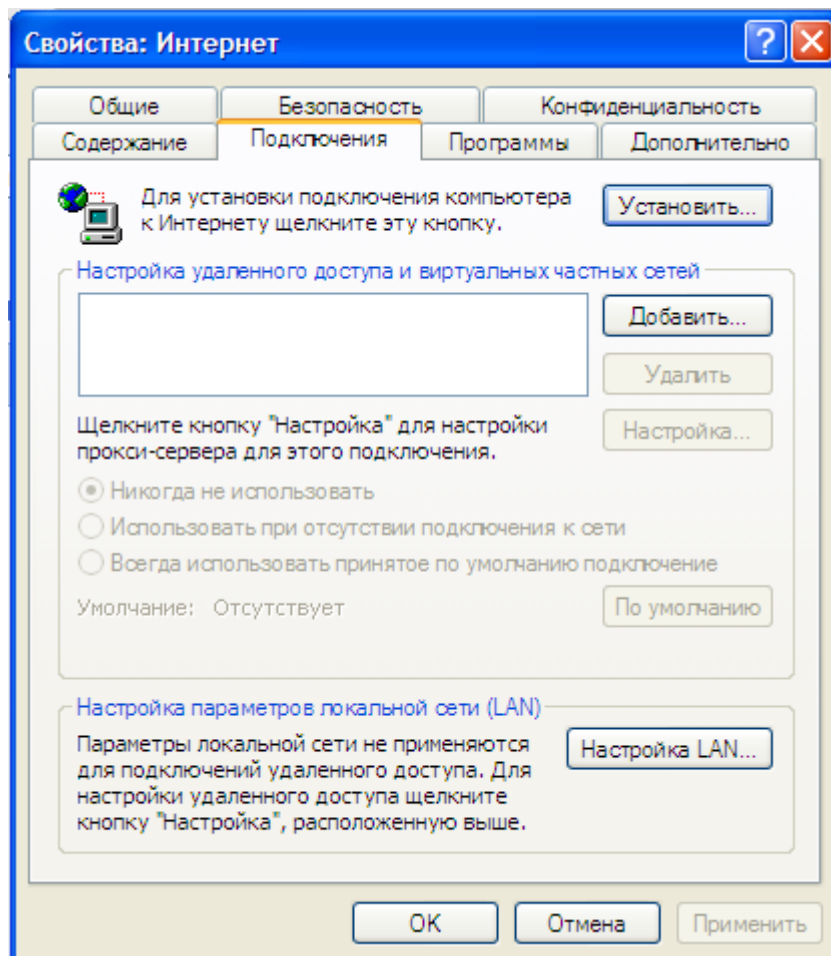 Свойства: Интернет
Общие Безопасность Конфиденциальность
Содержание Подключения Программы Дополнительно
Для установки подключения компьютера
к Интернету щелкните эту кнопку.
Установить...
Настройка удаленного доступа и виртуальных частных сетей
Добавить...
Удалить
Щелкните кнопку "Настройка" для настройки
прокси-сервера для этого подключения.
Настройка...
Никогда не использовать
Использовать при отсутствии подключения к сети
Всегда использовать принятое по умолчанию подключение
Умолчание: Отсутствует
По умолчанию
Настройка параметров локальной сети (LAN)
Параметры локальной сети не применяются
для подключений удаленного доступа. Для
настройки удаленного доступа щелкните
кнопку "Настройка", расположенную выше.
Настройка LAN...
ОК Отмена Применить